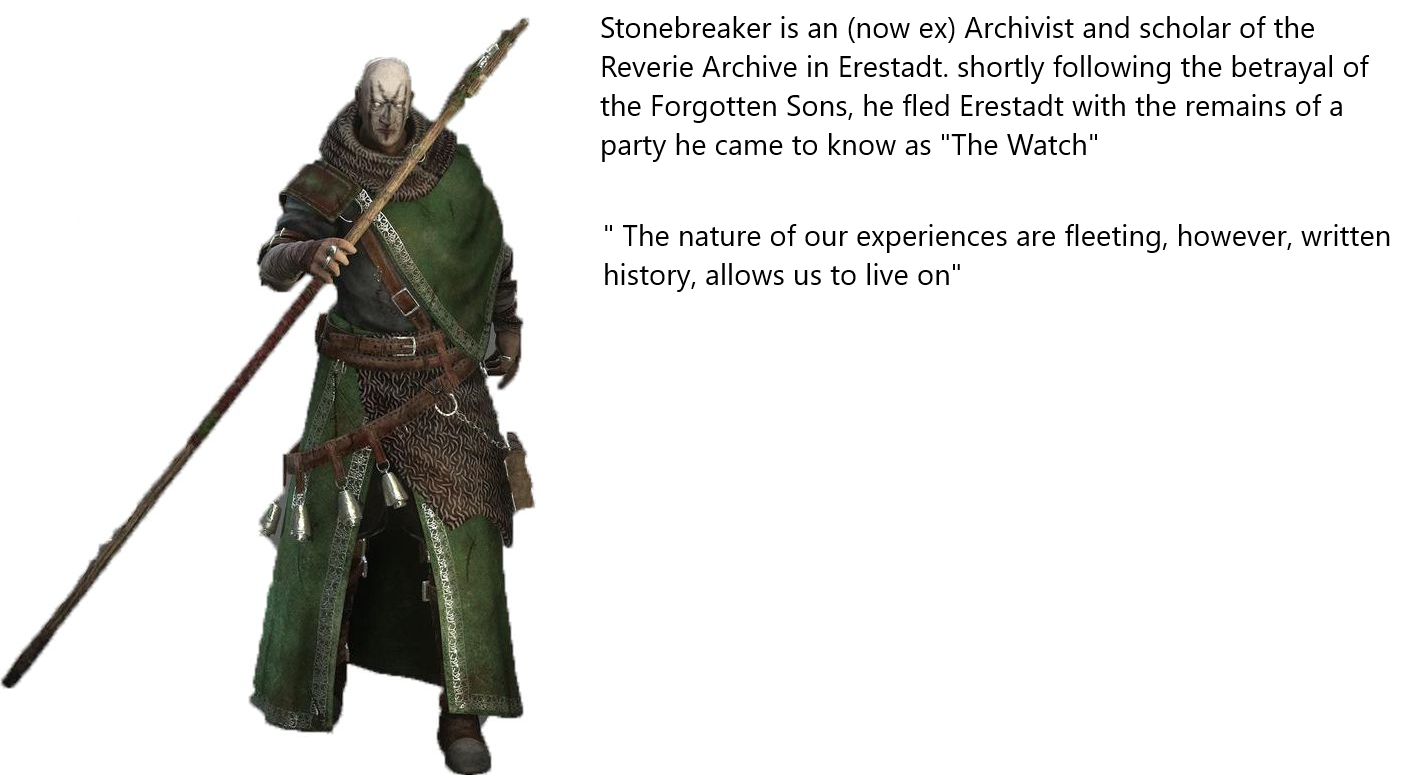 Stonebreaker is an (now ex) Archivist and scholar of the
Reverie Archive in Erestadt. shortly following the betrayal of
the Forgotten Sons, he fled Erestadt with the remains of a
party he came to know as "The Watch"
" The nature of our experiences are fleeting, however, written
history, allows us to live on"